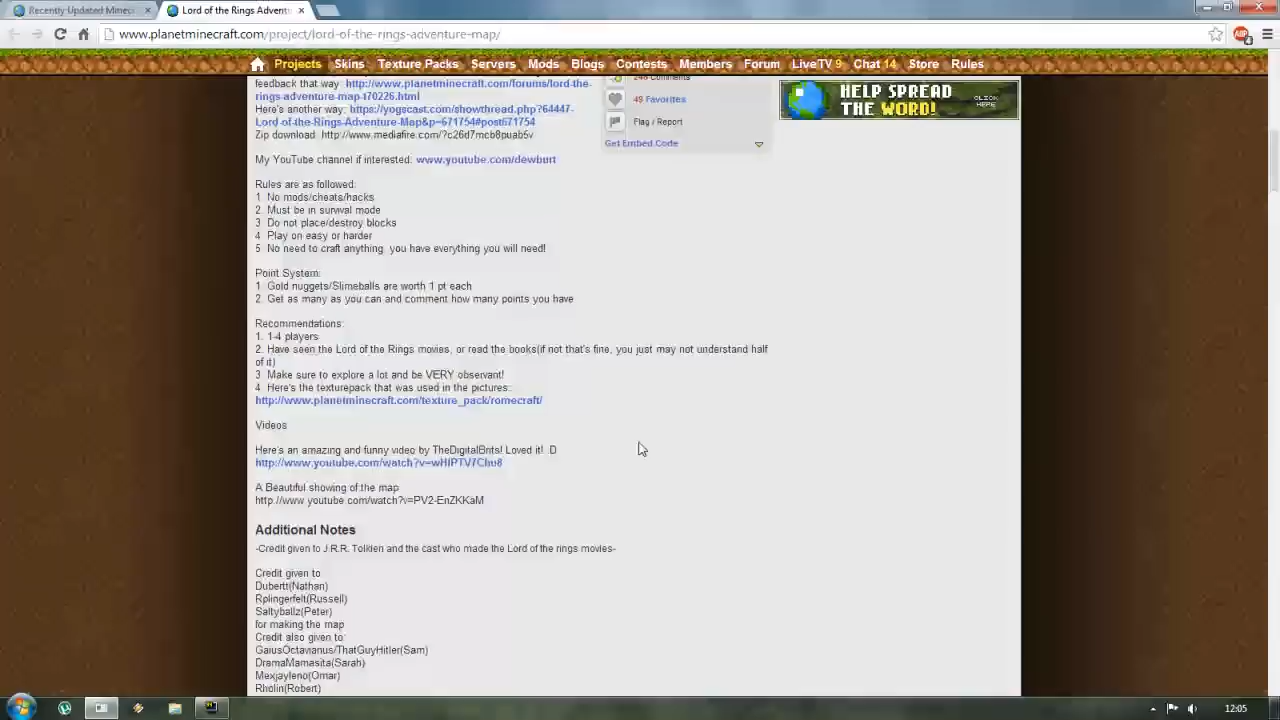 Recently Updated Minec
Lord of the Rings Adventu
www.planetminecraft.com/project/lord-of-the-rings-adventure-map/
Projects Skins Texture Packs Servers Mods Blogs Contests Members Forum LiveTV 9 Chat 14 Store Rules
feedback that way http://www.planetminecraft.com/forums/lord-the-
rings-adventure-map-t70226.html
Here's another way: https://yogscast.com/showthread.php?64447-
Lord-of-the-Rings-Adventure-Map&p=671754#post671754
Zip download: http://www.mediafire.com/?c26d7mcb8puab5v
246 Comments
49 Favorites
Flag / Report
Get Embed Code
HELP SPREAD
THE WORD!
CLICK
HERE
My YouTube channel if interested: www.youtube.com/dewburt
Rules are as followed:
1 No mods/cheats/hacks
2. Must be in survival mode
3 Do not place/destroy blocks
4 Play on easy or harder
5 No need to craft anything, you have everything you will need!
Point System:
1 Gold nuggets/Slimeballs are worth 1 pt each
2. Get as many as you can and comment how many points you have
Recommendations:
1. 1-4 players
2. Have seen the Lord of the Rings movies, or read the books(if not that's fine, you just may not understand half
of it)
3 Make sure to explore a lot and be VERY observant!
4 Here's the texturepack that was used in the pictures:
http://www.planetminecraft.com/texture_pack/romecraft/
Videos
Here's an amazing and funny video by TheDigitalBrits! Loved it! :D
http://www.youtube.com/watch?v=wHIPTV7Chu8
A Beautiful showing of the map
http://www.youtube.com/watch?v=PV2-EnZKKaM
Additional Notes
-Credit given to J.R.R. Tolkien and the cast who made the Lord of the rings movies-
Credit given to
Dubertt(Nathan)
Rplingerfelt(Russell)
Saltyballz(Peter)
for making the map
Credit also given to:
GaiusOctavianus/ThatGuyHitler(Sam)
DramaMamasita(Sarah)
Mexjayleno(Omar)
Rholin(Robert)
12:05